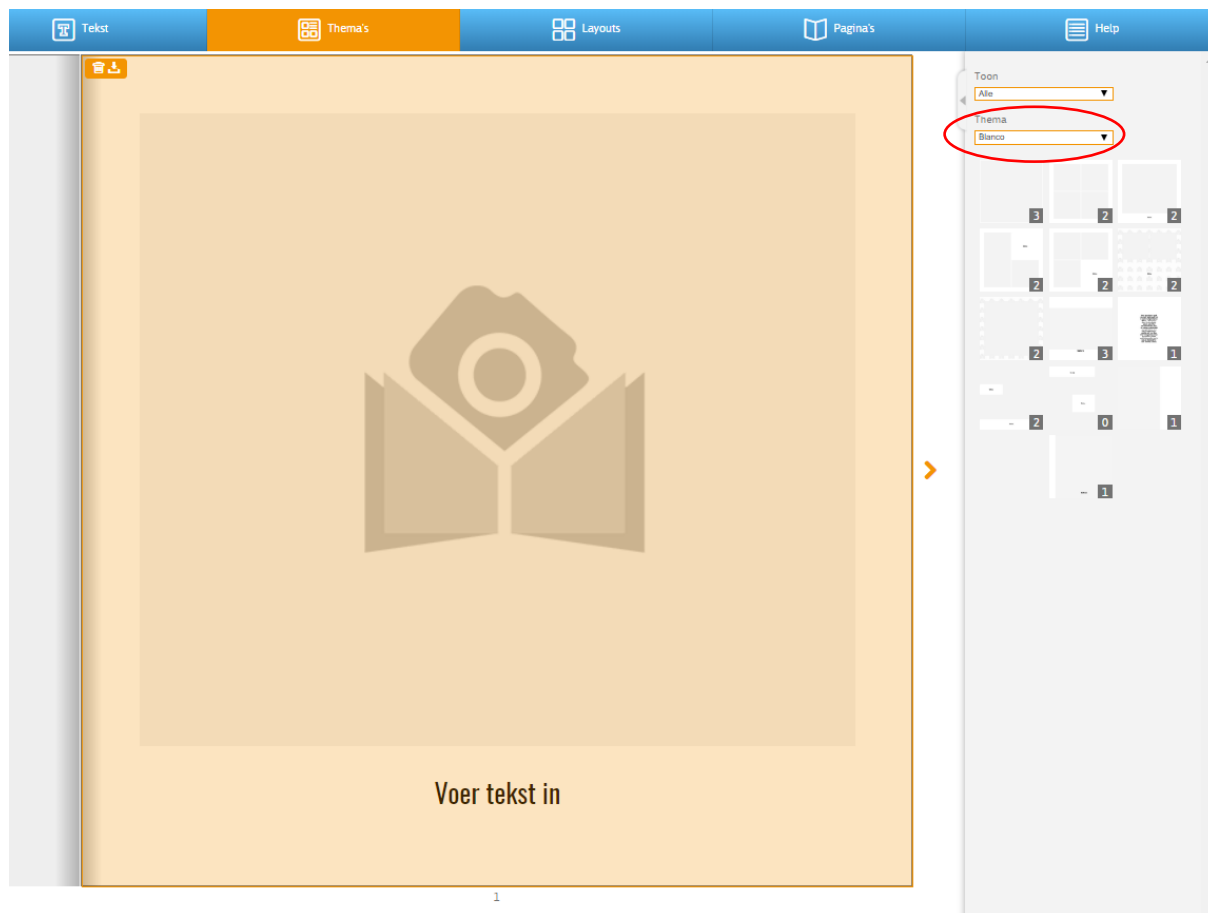 Tekst
Thema's
Layouts
Pagina's
Help
Toon
Alle
Thema
Blanco
3
2
2
2
2
2
2
3
1
2
0
1
1
Voer tekst in
1